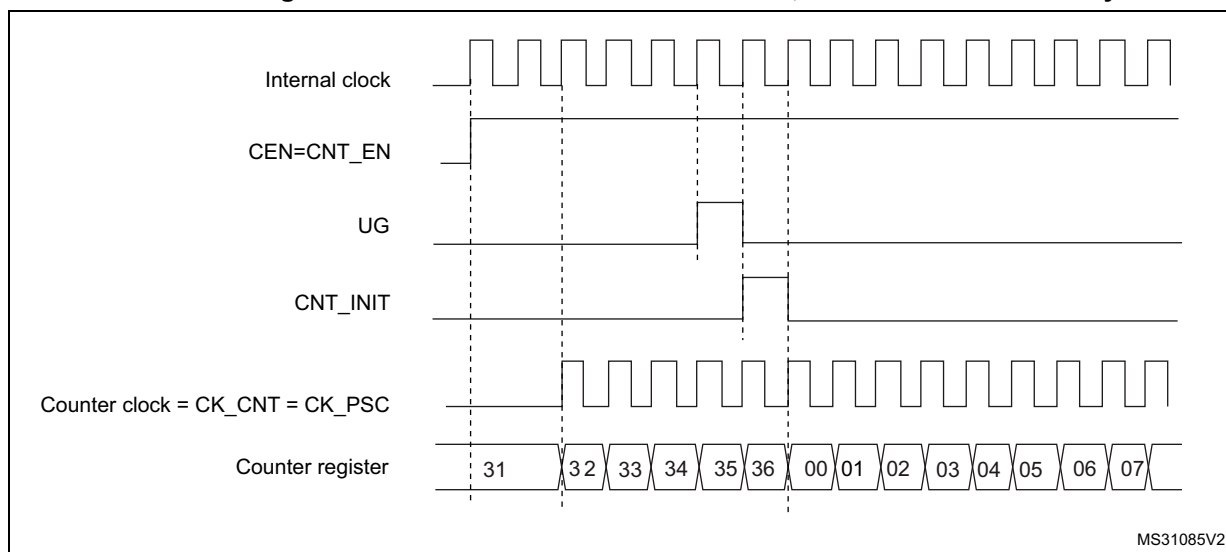 Internal clock
CEN=CNT_EN
UG
CNT_INIT
Counter clock = CK_CNT = CK_PSC
Counter register
31 32 33 34 35 36 00 01 02 03 04 05 06 07
MS31085V2